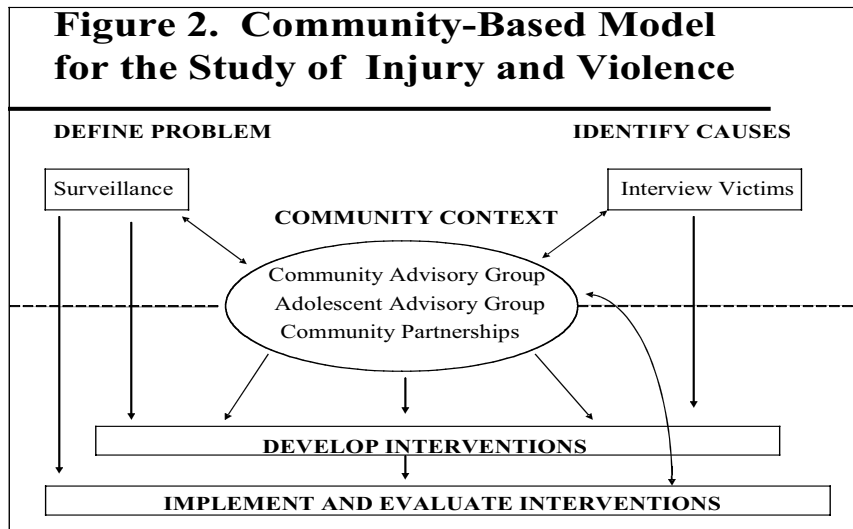 Figure 2. Community-Based Model
for the Study of Injury and Violence
DEFINE PROBLEM
IDENTIFY CAUSES
Surveillance
Interview Victims
COMMUNITY CONTEXT
Community Advisory Group
Adolescent Advisory Group
Community Partnerships
DEVELOP INTERVENTIONS
IMPLEMENT AND EVALUATE INTERVENTIONS